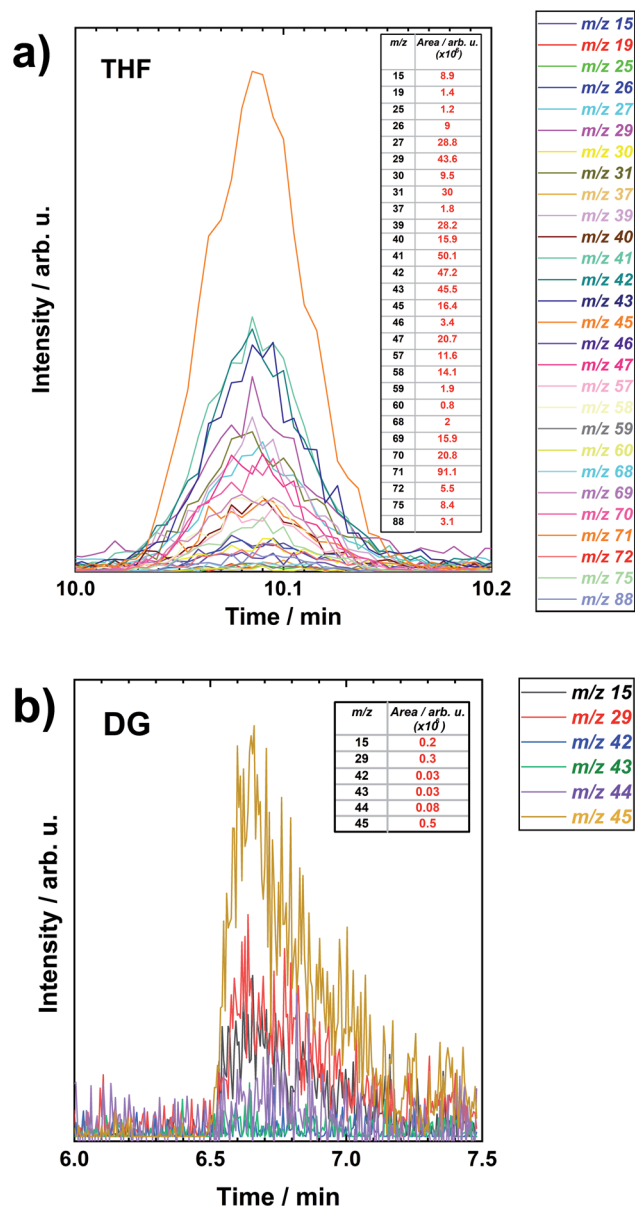 a)
THF
m/z Area / arb. u.
(x10⁶)
15 8.9
19 1.4
25 1.2
26 9
27 28.8
29 43.6
30 9.5
31 30
37 1.8
39 28.2
40 15.9
41 50.1
42 47.2
43 45.5
45 16.4
46 3.4
47 20.7
57 11.6
58 14.1
59 1.9
60 0.8
68 2
69 15.9
70 20.8
71 91.1
72 5.5
75 8.4
88 3.1
Intensity / arb. u.
10.0 10.1 10.2
Time / min
m/z 15
m/z 19
m/z 25
m/z 26
m/z 27
m/z 29
m/z 30
m/z 31
m/z 37
m/z 39
m/z 40
m/z 41
m/z 42
m/z 43
m/z 45
m/z 46
m/z 47
m/z 57
m/z 58
m/z 59
m/z 60
m/z 68
m/z 69
m/z 70
m/z 71
m/z 72
m/z 75
m/z 88
b)
DG
m/z Area / arb. u.
(x10⁶)
15 0.2
29 0.3
42 0.03
43 0.03
44 0.08
45 0.5
Intensity / arb. u.
6.0 6.5 7.0 7.5
Time / min
m/z 15
m/z 29
m/z 42
m/z 43
m/z 44
m/z 45